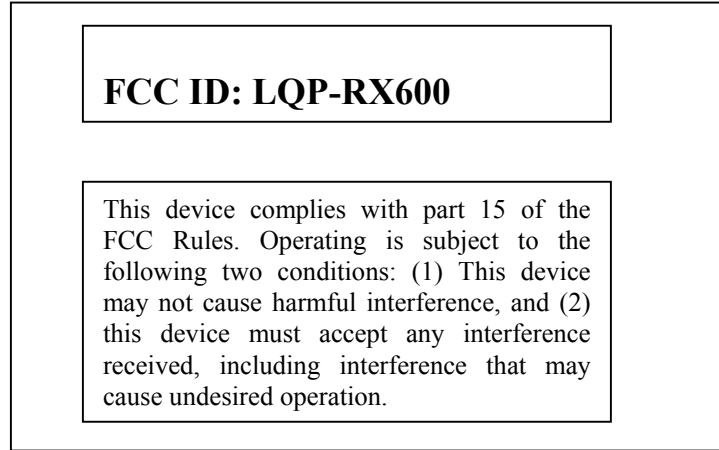 FCC ID: LQP-RX600
This device complies with part 15 of the
FCC Rules. Operating is subject to the
following two conditions: (1) This device
may not cause harmful interference, and (2)
this device must accept any interference
received, including interference that may
cause undesired operation.